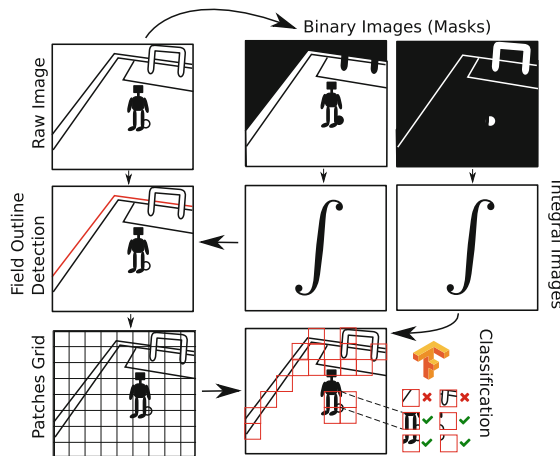 Binary Images (Masks)
Raw Image
Field Outline
Detection
Integral Images
Patches Grid
Classification